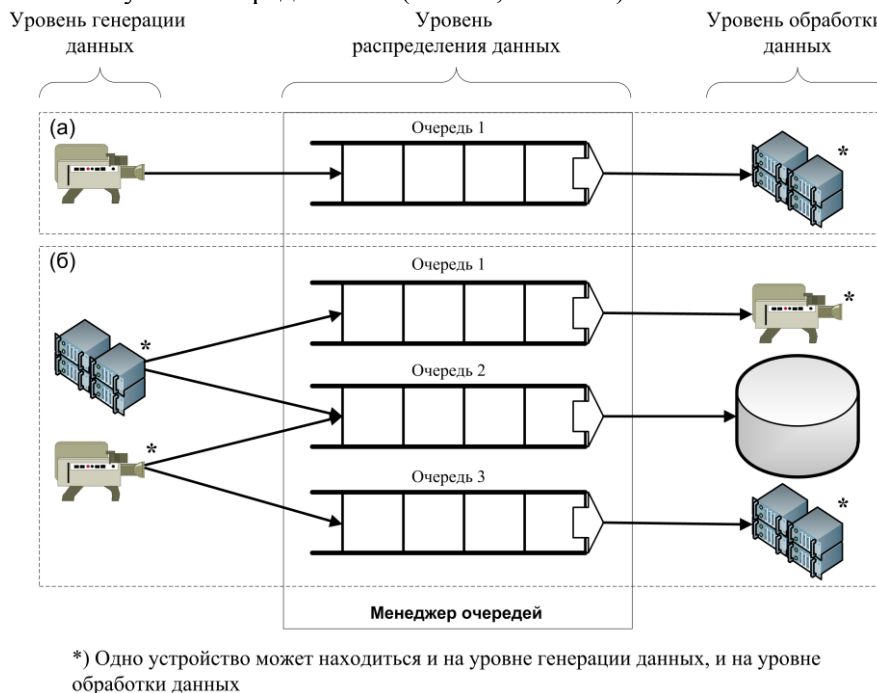 Уровень генерации
данных
Уровень
распределения данных
Уровень обработки
данных
(а)
Очередь 1
*
(б)
Очередь 1
*
*
Очередь 2
*
Очередь 3
*
Менеджер очередей
*) Одно устройство может находиться и на уровне генерации данных, и на уровне
обработки данных